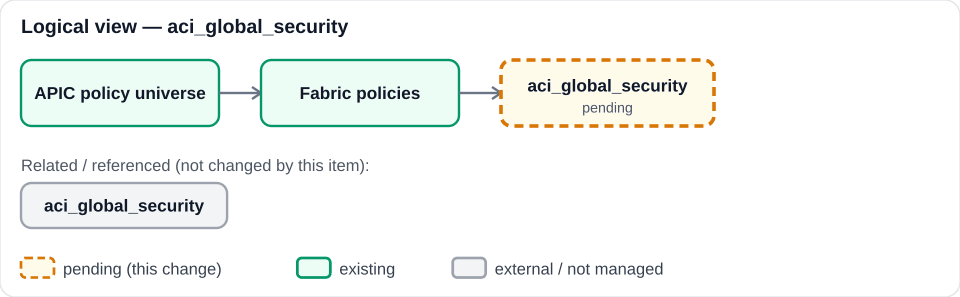 Logical view — aci_global_security
APIC policy universe
Fabric policies
aci_global_security
pending
Related / referenced (not changed by this item):
aci_global_security
pending (this change)
existing
external / not managed